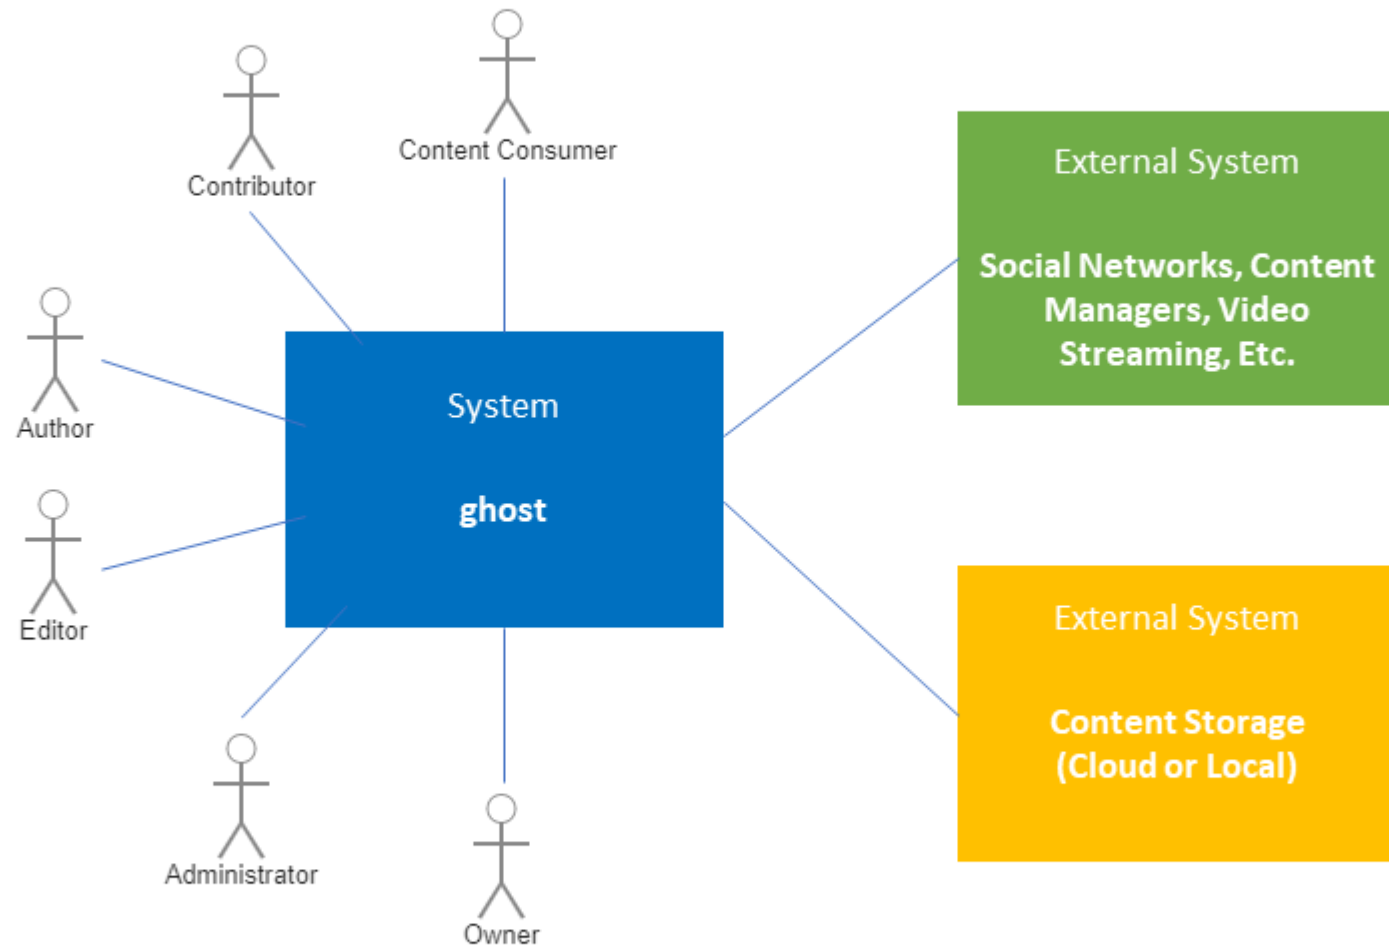 Content Consumer
Contributor
External System
Social Networks, Content
Managers, Video
Streaming, Etc.
Author
System
ghost
Editor
External System
Content Storage
(Cloud or Local)
Administrator
Owner